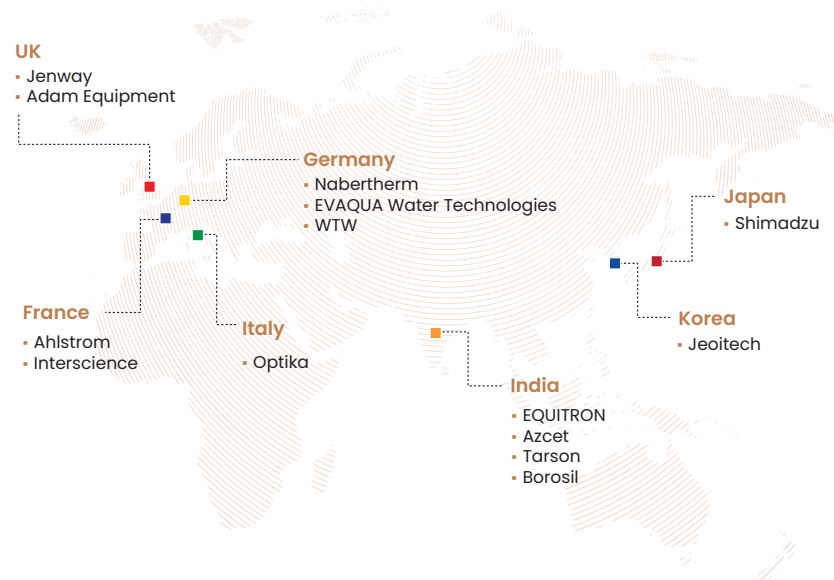 UK
▪ Jenway
▪ Adam Equipment
Germany
▪ Nabertherm
▪ EVAQUA Water Technologies
▪ WTW
Japan
▪ Shimadzu
France
▪ Ahlstrom
▪ Interscience
Italy
▪ Optika
Korea
▪ Jeoitech
India
▪ EQUITRON
▪ Azcet
▪ Tarson
▪ Borosil